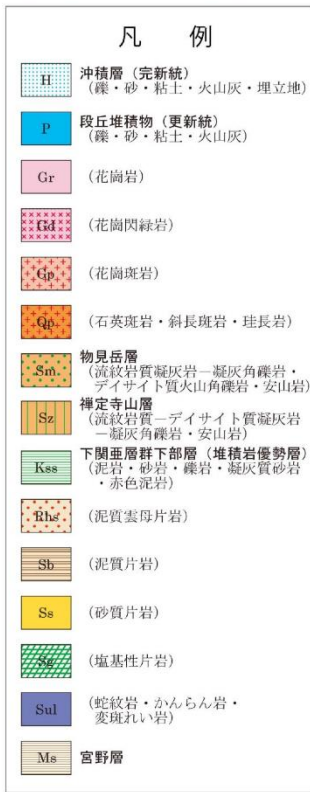 凡 例
H 沖積層（完新統）
（礫・砂・粘土・火山灰・埋立地）
P 段丘堆積物（更新統）
（礫・砂・粘土・火山灰）
Gr （花崗岩）
Gd （花崗閃緑岩）
Gp （花崗斑岩）
Qp （石英斑岩・斜長斑岩・珪長岩）
Sm 物見岳層
（流紋岩質凝灰岩－凝灰角礫岩・
デイサイト質火山角礫岩・安山岩）
Sz 禅定寺山層
（流紋岩質－デイサイト質凝灰岩
－凝灰角礫岩・安山岩）
Kss 下関亜層群下部層（堆積岩優勢層）
（泥岩・砂岩・礫岩・凝灰質砂岩
・赤色泥岩）
Rhs （泥質雲母片岩）
Sb （泥質片岩）
Ss （砂質片岩）
Sg （塩基性片岩）
Sul （蛇紋岩・かんらん岩・
変斑れい岩）
Ms 宮野層